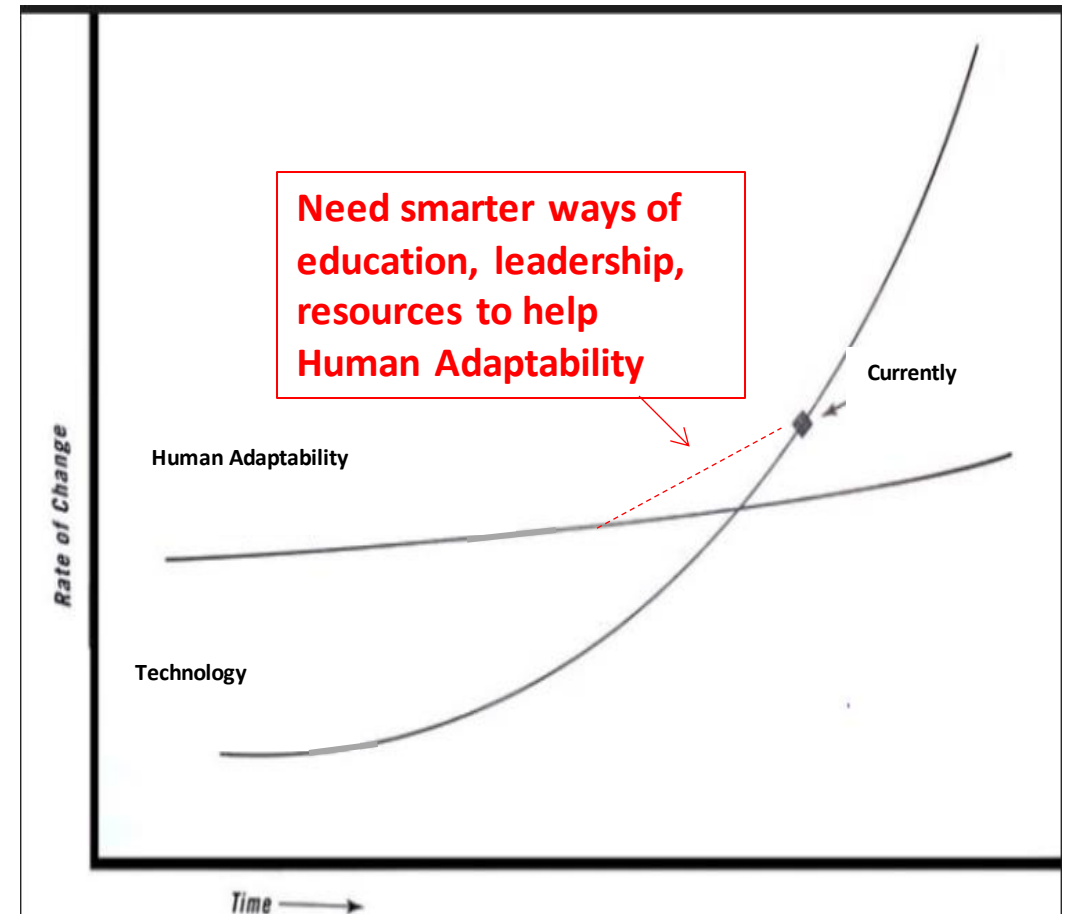 Need smarter ways of
education, leadership,
resources to help
Human Adaptability
Currently
Human Adaptability
Rate of Change
Technology
Time